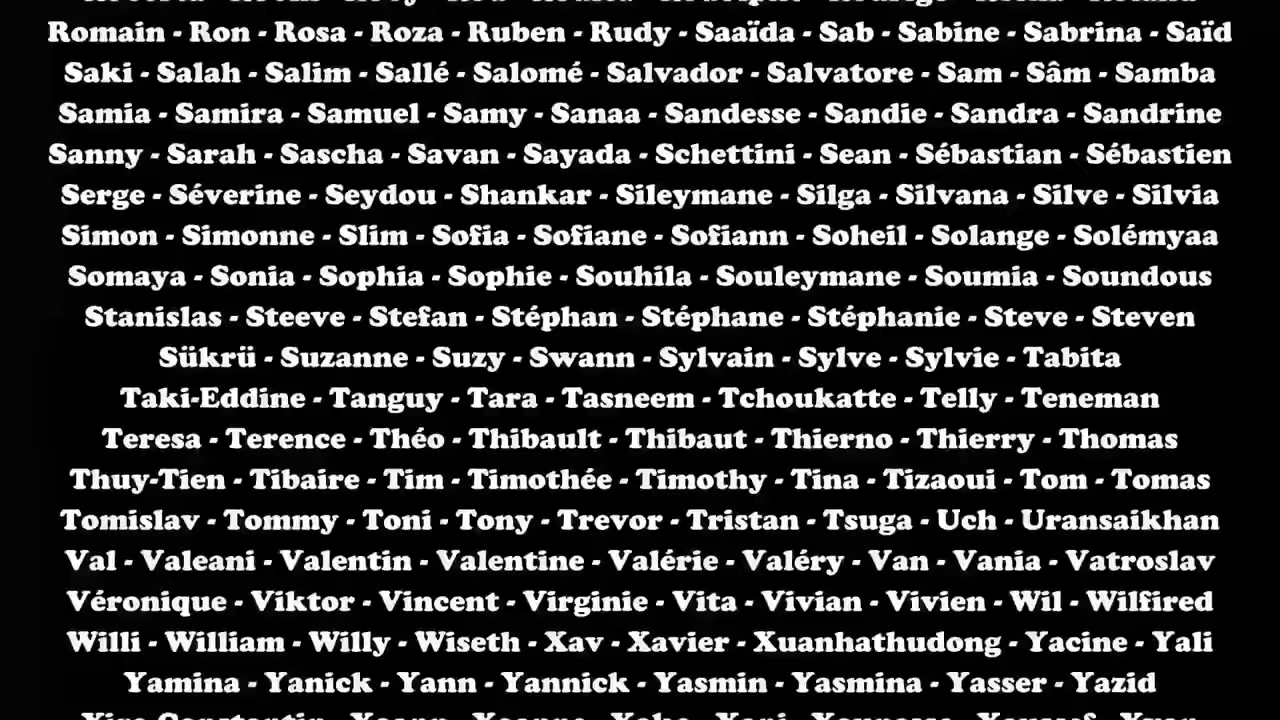 Romain - Ron - Rosa - Roza - Ruben - Rudy - Saaïda - Sab - Sabine - Sabrina - Saïd
Saki - Salah - Salim - Sallé - Salomé - Salvador - Salvatore - Sam - Sâm - Samba
Samia - Samira - Samuel - Samy - Sanaa - Sandesse - Sandie - Sandra - Sandrine
Sanny - Sarah - Sascha - Savan - Sayada - Schettini - Sean - Sébastian - Sébastien
Serge - Séverine - Seydou - Shankar - Sileymane - Silga - Silvana - Silve - Silvia
Simon - Simonne - Slim - Sofia - Sofiane - Sofiann - Soheil - Solange - Solémyaa
Somaya - Sonia - Sophia - Sophie - Souhila - Souleymane - Soumia - Soundous
Stanislas - Steeve - Stefan - Stéphan - Stéphane - Stéphanie - Steve - Steven
Sükrü - Suzanne - Suzy - Swann - Sylvain - Sylve - Sylvie - Tabita
Taki-Eddine - Tanguy - Tara - Tasneem - Tchoukatte - Telly - Teneman
Teresa - Terence - Théo - Thibault - Thibaut - Thierno - Thierry - Thomas
Thuy-Tien - Tibaire - Tim - Timothée - Timothy - Tina - Tizaoui - Tom - Tomas
Tomislav - Tommy - Toni - Tony - Trevor - Tristan - Tsuga - Uch - Uransaikhan
Val - Valeani - Valentin - Valentine - Valérie - Valéry - Van - Vania - Vatroslav
Véronique - Viktor - Vincent - Virginie - Vita - Vivian - Vivien - Wil - Wilfired
Willi - William - Willy - Wiseth - Xav - Xavier - Xuanhathudong - Yacine - Yali
Yamina - Yanick - Yann - Yannick - Yasmin - Yasmina - Yasser - Yazid